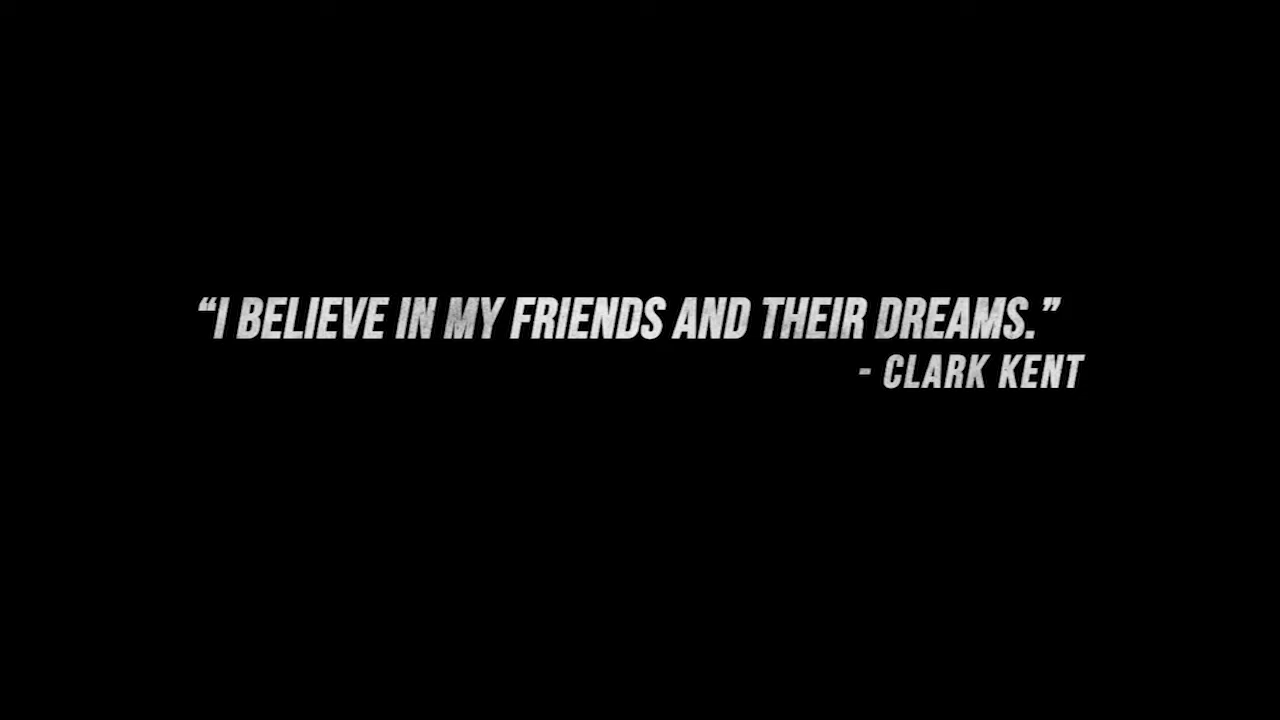 “I BELIEVE IN MY FRIENDS AND THEIR DREAMS.”
- CLARK KENT